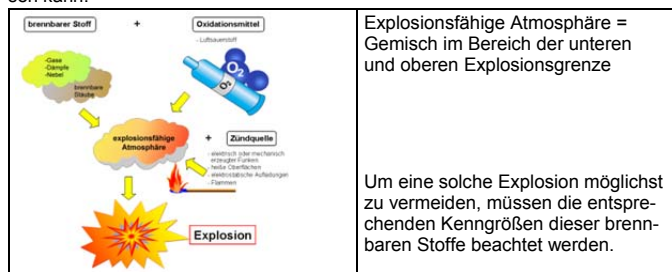 brennbarer Stoff + Oxidationsmittel
- Luftsauerstoff
-Gase
-Dämpfe
-Nebel
brennbare
Stäube
O2
O2
explosionsfähige
Atmosphäre
+ Zündquelle
- elektrisch oder mechanisch
erzeugter Funken
- heiße Oberflächen
- elektrostatische Aufladungen
- Flammen
Explosion
Explosionsfähige Atmosphäre =
Gemisch im Bereich der unteren
und oberen Explosionsgrenze
Um eine solche Explosion möglichst
zu vermeiden, müssen die entspre-
chenden Kenngrößen dieser brenn-
baren Stoffe beachtet werden.